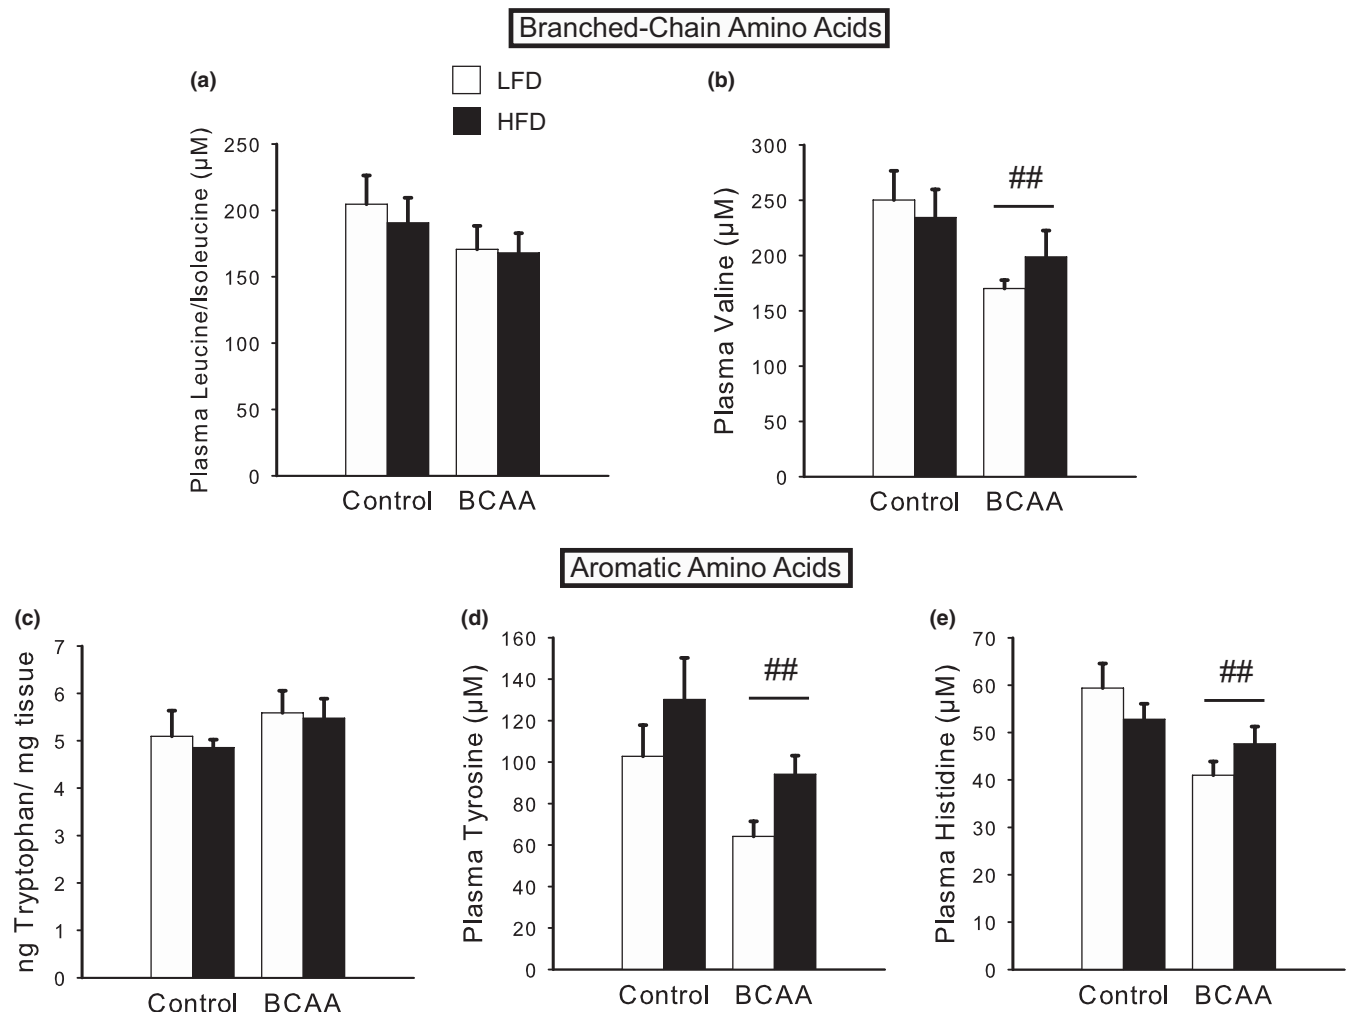 Branched-Chain Amino Acids
(a)
LFD
HFD
(b)
Plasma Leucine/Isoleucine (µM)
250
200
150
100
50
0
Control BCAA
Plasma Valine (µM)
300
250
200
150
100
50
0
##
Control BCAA
Aromatic Amino Acids
(c)
ng Tryptophan/ mg tissue
7
6
5
4
3
2
1
0
Control BCAA
(d)
Plasma Tyrosine (µM)
160
140
120
100
80
60
40
20
0
##
Control BCAA
(e)
Plasma Histidine (µM)
70
60
50
40
30
20
10
0
##
Control BCAA